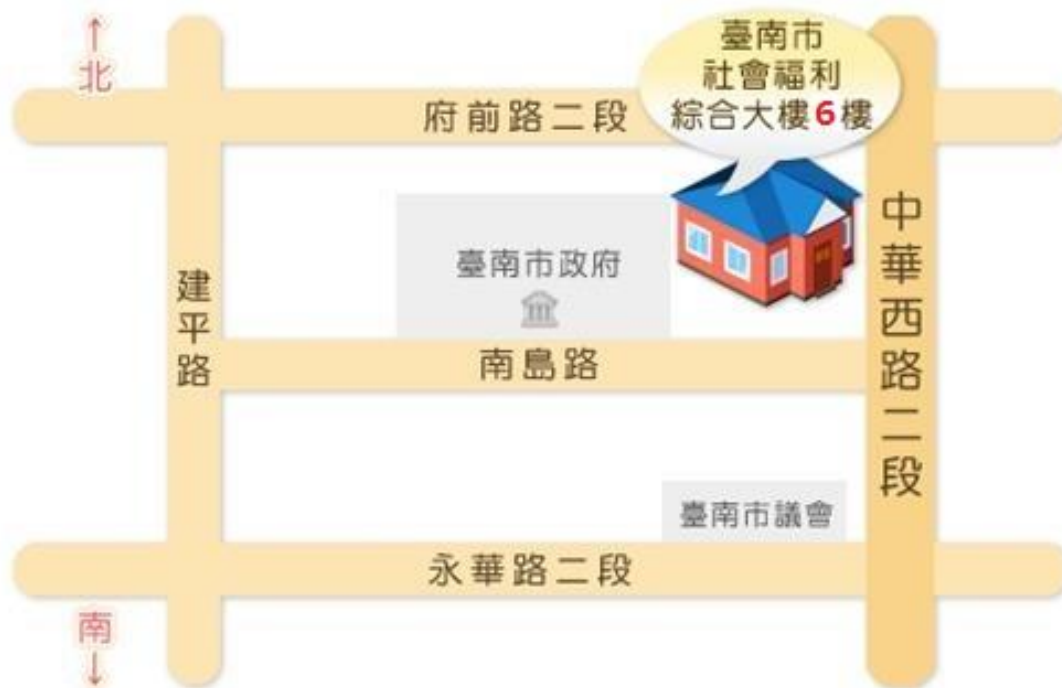 ↑
北
臺南市
社會福利
綜合大樓6樓
府前路二段
中華西路二段
建平路
臺南市政府
南島路
臺南市議會
永華路二段
南
↓